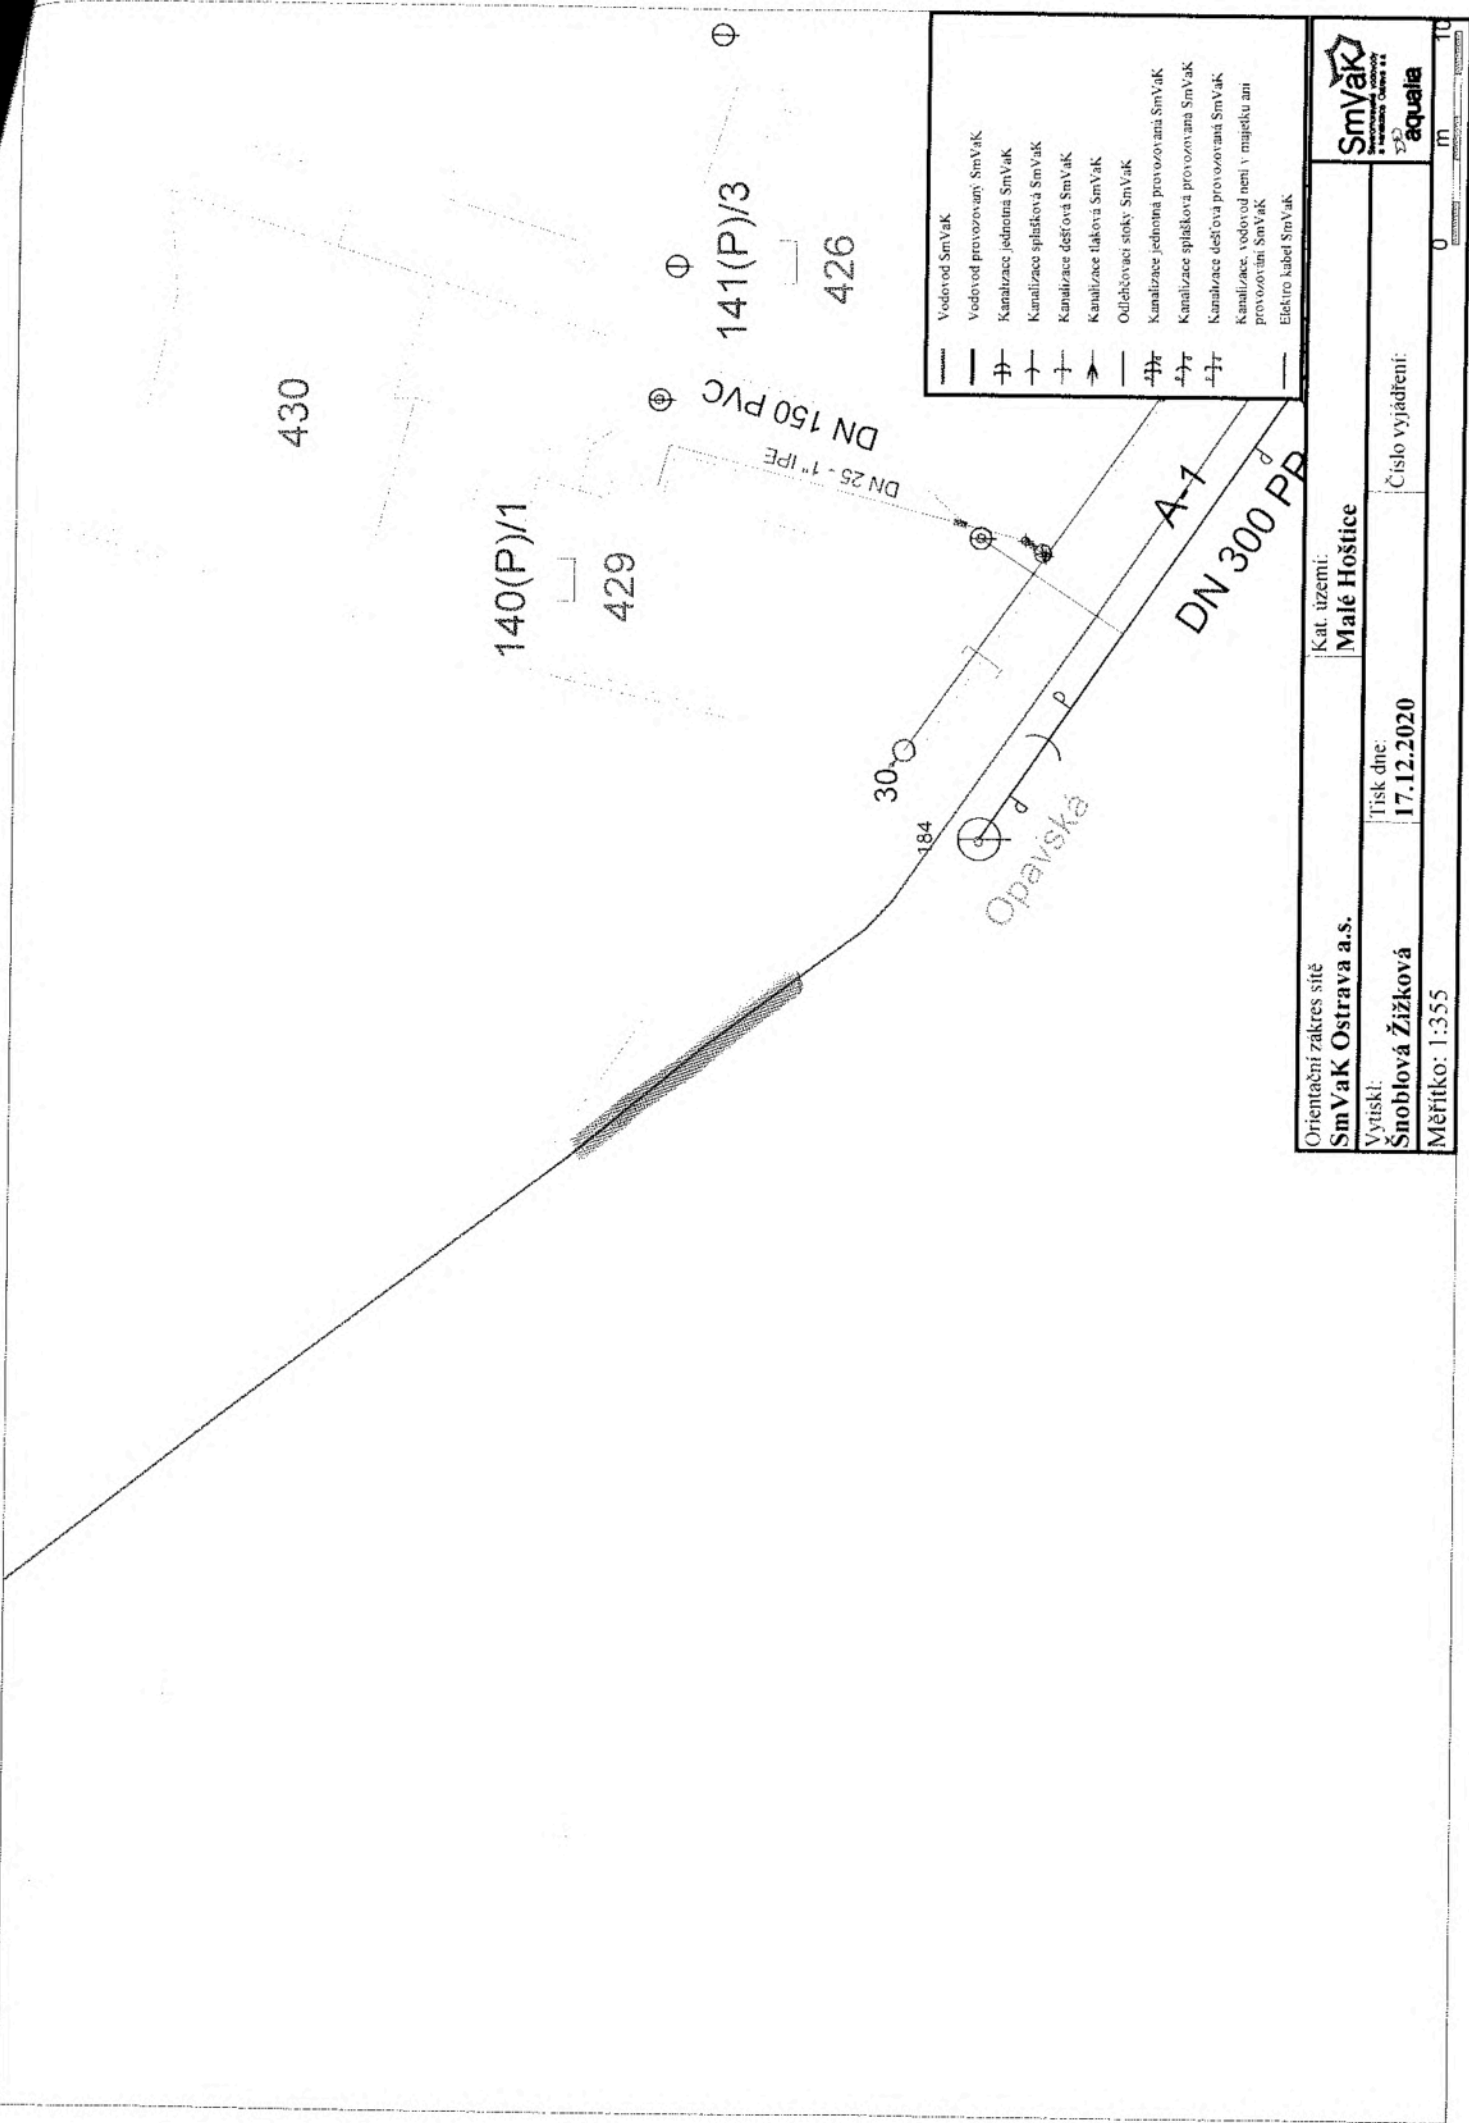 430
140(P)/1
429
141(P)/3
426
DN 150 PVC
DN 25 - 1" IPE
30
184
Opavská
A-1
DN 300 PP
Vodovod SmVaK
Vodovod provozovaný SmVaK
Kanalizace jednotná SmVaK
Kanalizace splašková SmVaK
Kanalizace dešťová SmVaK
Kanalizace tlaková SmVaK
Odlehčovací stoky SmVaK
Kanalizace jednotná provozovaná SmVaK
Kanalizace splašková provozovaná SmVaK
Kanalizace dešťová provozovaná SmVaK
Kanalizace, vodovod není v majetku ani
provozování SmVaK
Elektro kabel SmVaK
Orientační zákres sítě
SmVaK Ostrava a.s.
Kat. území:
Malé Hoštice
SmVaK
Severomoravské vodovody
a kanalizace Ostrava a.s.
aqualia
Vytiskl:
Šnoblová Žižková
Tisk dne:
17.12.2020
Číslo vyjádření:
Měřítko: 1:355
0 m 10